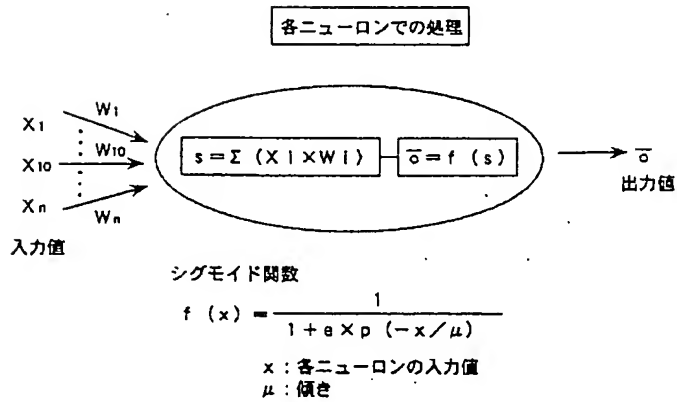 各ニューロンでの処理
X1 W1
s=Σ (Xi×Wi) o̅=f (s) o̅
X10 W10
Xn Wn
出力値
入力値
シグモイド関数
f (x) = 1 / 1+e×p (-x/μ)
x:各ニューロンの入力値
μ:傾き